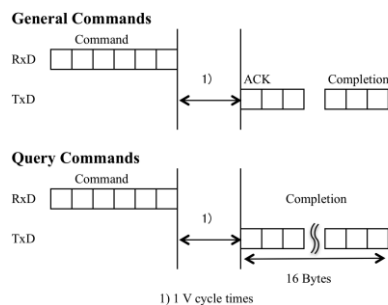 General Commands
Command
RxD
1)
ACK
Completion
TxD
Query Commands
Command
RxD
1)
Completion
TxD
16 Bytes
1) 1 V cycle times